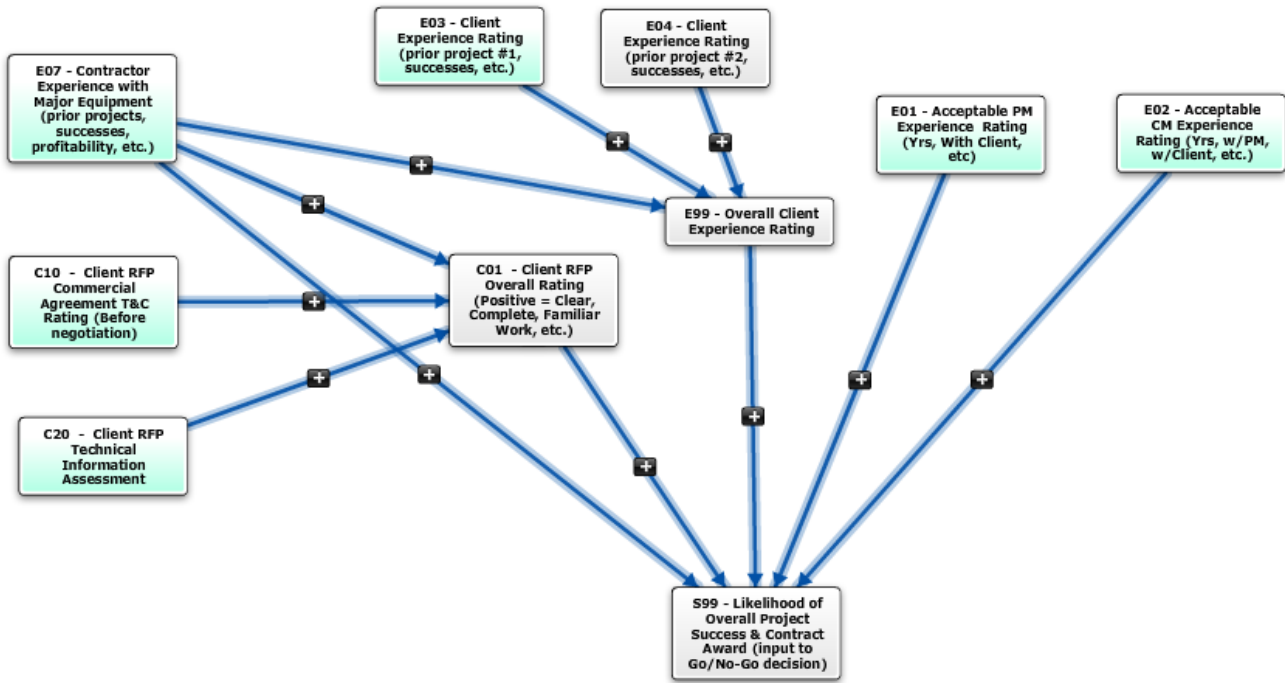 E03 - Client
Experience Rating
(prior project #1,
successes, etc.)
E04 - Client
Experience Rating
(prior project #2,
successes, etc.)
E07 - Contractor
Experience with
Major Equipment
(prior projects,
successes,
profitability, etc.)
E01 - Acceptable PM
Experience Rating
(Yrs, With Client,
etc)
E02 - Acceptable
CM Experience
Rating (Yrs, w/PM,
w/Client, etc.)
E99 - Overall Client
Experience Rating
C10 - Client RFP
Commercial
Agreement T&C
Rating (Before
negotiation)
C01 - Client RFP
Overall Rating
(Positive = Clear,
Complete, Familiar
Work, etc.)
C20 - Client RFP
Technical
Information
Assessment
S99 - Likelihood of
Overall Project
Success & Contract
Award (input to
Go/No-Go decision)